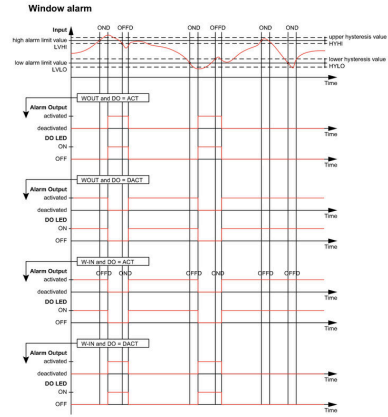 Window alarm
Input
OND OFFD OND OFFD OND OFFD OND
high alarm limit value
LVHI
upper hysteresis value
HYHI
low alarm limit value
LVLO
lower hysteresis value
HYLO
Time
WOUT and DO = ACT
Alarm Output
activated
deactivated
Time
DO LED
ON
OFF
Time
WOUT and DO = DACT
Alarm Output
activated
deactivated
Time
DO LED
ON
OFF
Time
W-IN and DO = ACT
Alarm Output
OFFD OND OFFD OND OFFD OFFD
activated
deactivated
Time
DO LED
ON
OFF
Time
W-IN and DO = DACT
Alarm Output
activated
deactivated
Time
DO LED
ON
OFF
Time